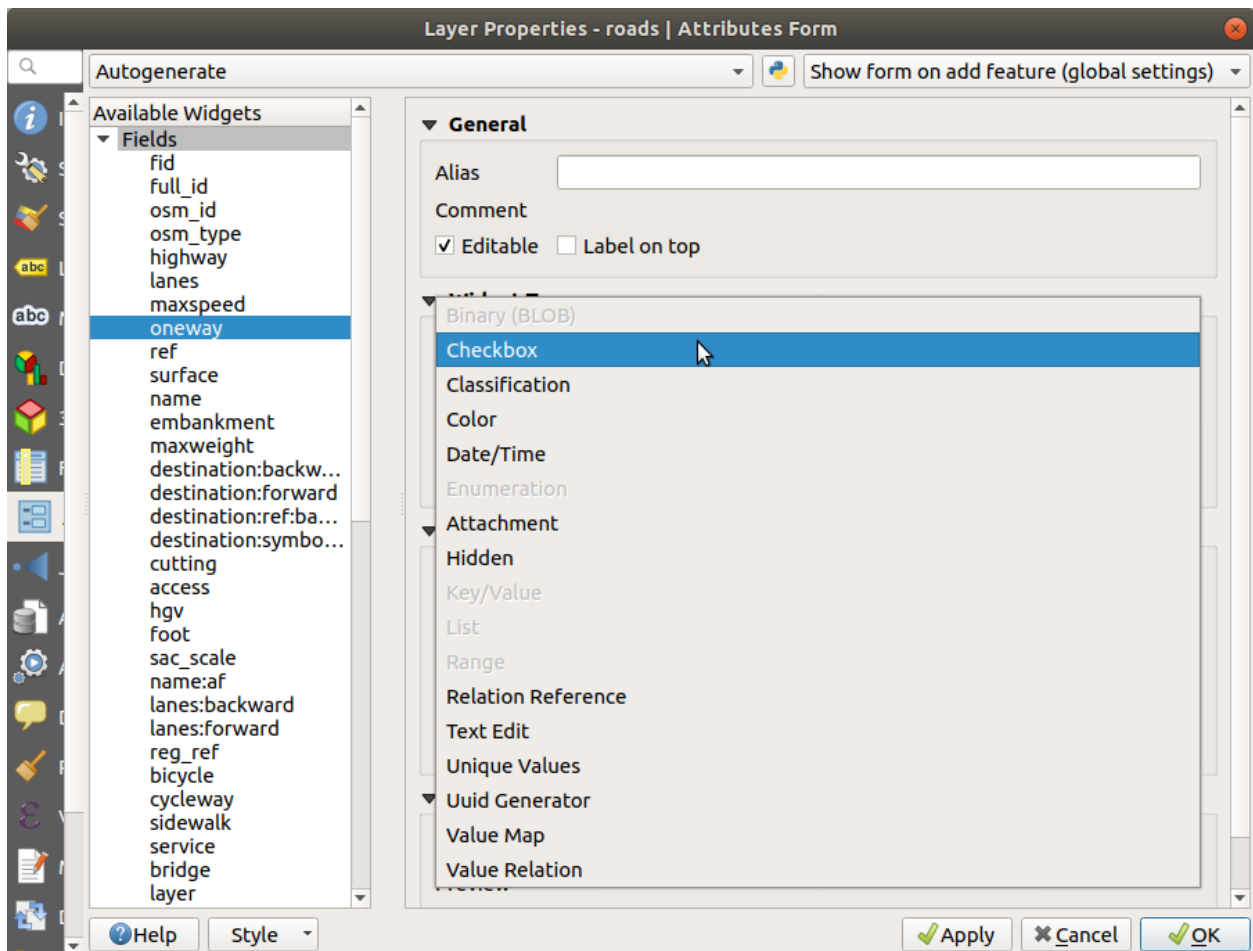 Layer Properties - roads | Attributes Form
Autogenerate
Show form on add feature (global settings)
Available Widgets
Fields
fid
full_id
osm_id
osm_type
highway
lanes
maxspeed
oneway
ref
surface
name
embankment
maxweight
destination:backw...
destination:forward
destination:ref:ba...
destination:symbo...
cutting
access
hgv
foot
sac_scale
name:af
lanes:backward
lanes:forward
reg_ref
bicycle
cycleway
sidewalk
service
bridge
layer
General
Alias
Comment
Editable
Label on top
Binary (BLOB)
Checkbox
Classification
Color
Date/Time
Enumeration
Attachment
Hidden
Key/Value
List
Range
Relation Reference
Text Edit
Unique Values
Uuid Generator
Value Map
Value Relation
abc
abc
Help
Style
Apply
Cancel
OK